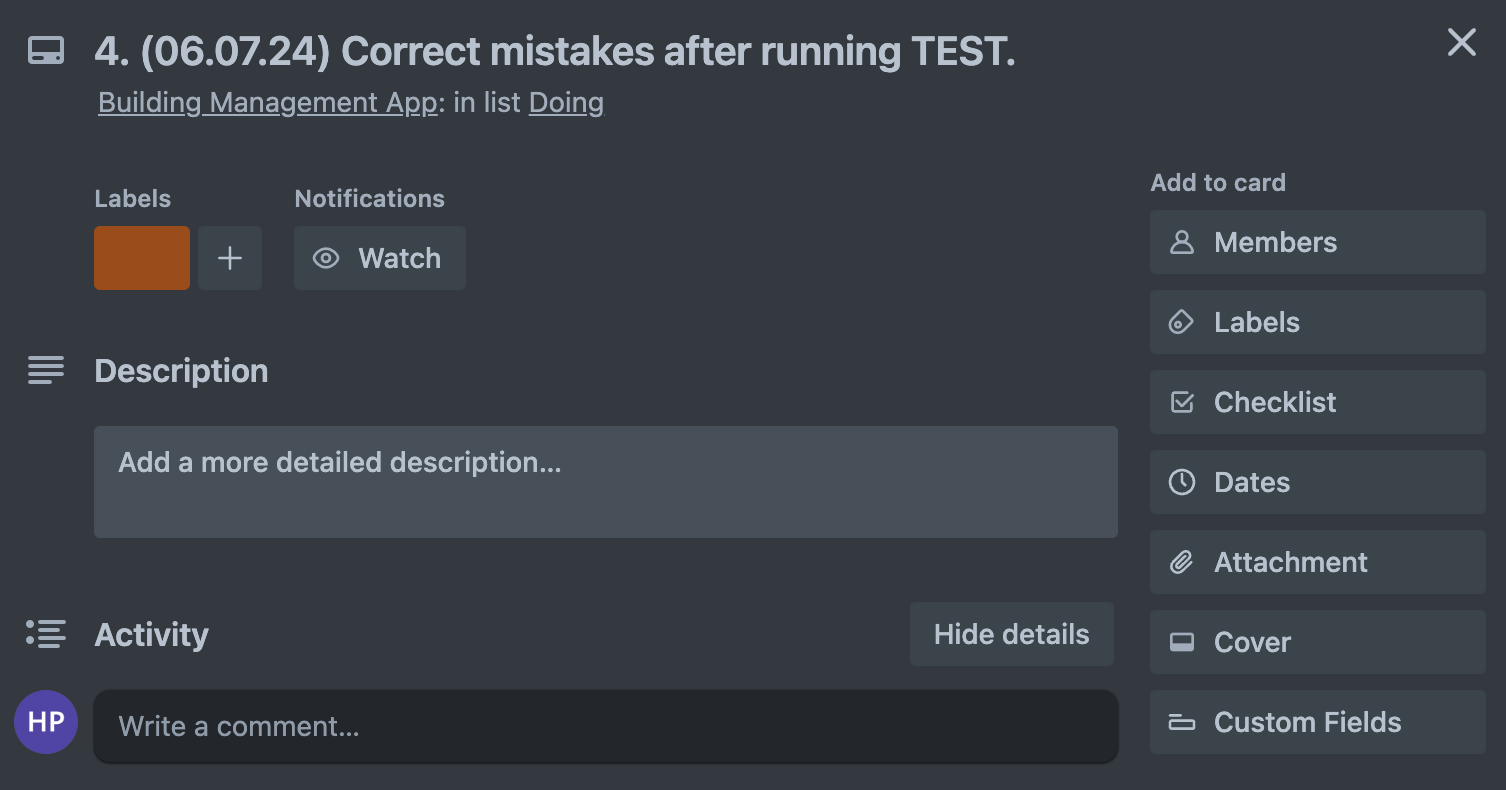 4. (06.07.24) Correct mistakes after running TEST.
Building Management App: in list Doing
Labels
Notifications
Watch
Description
Add a more detailed description...
Activity
Hide details
HP
Write a comment...
Add to card
Members
Labels
Checklist
Dates
Attachment
Cover
Custom Fields